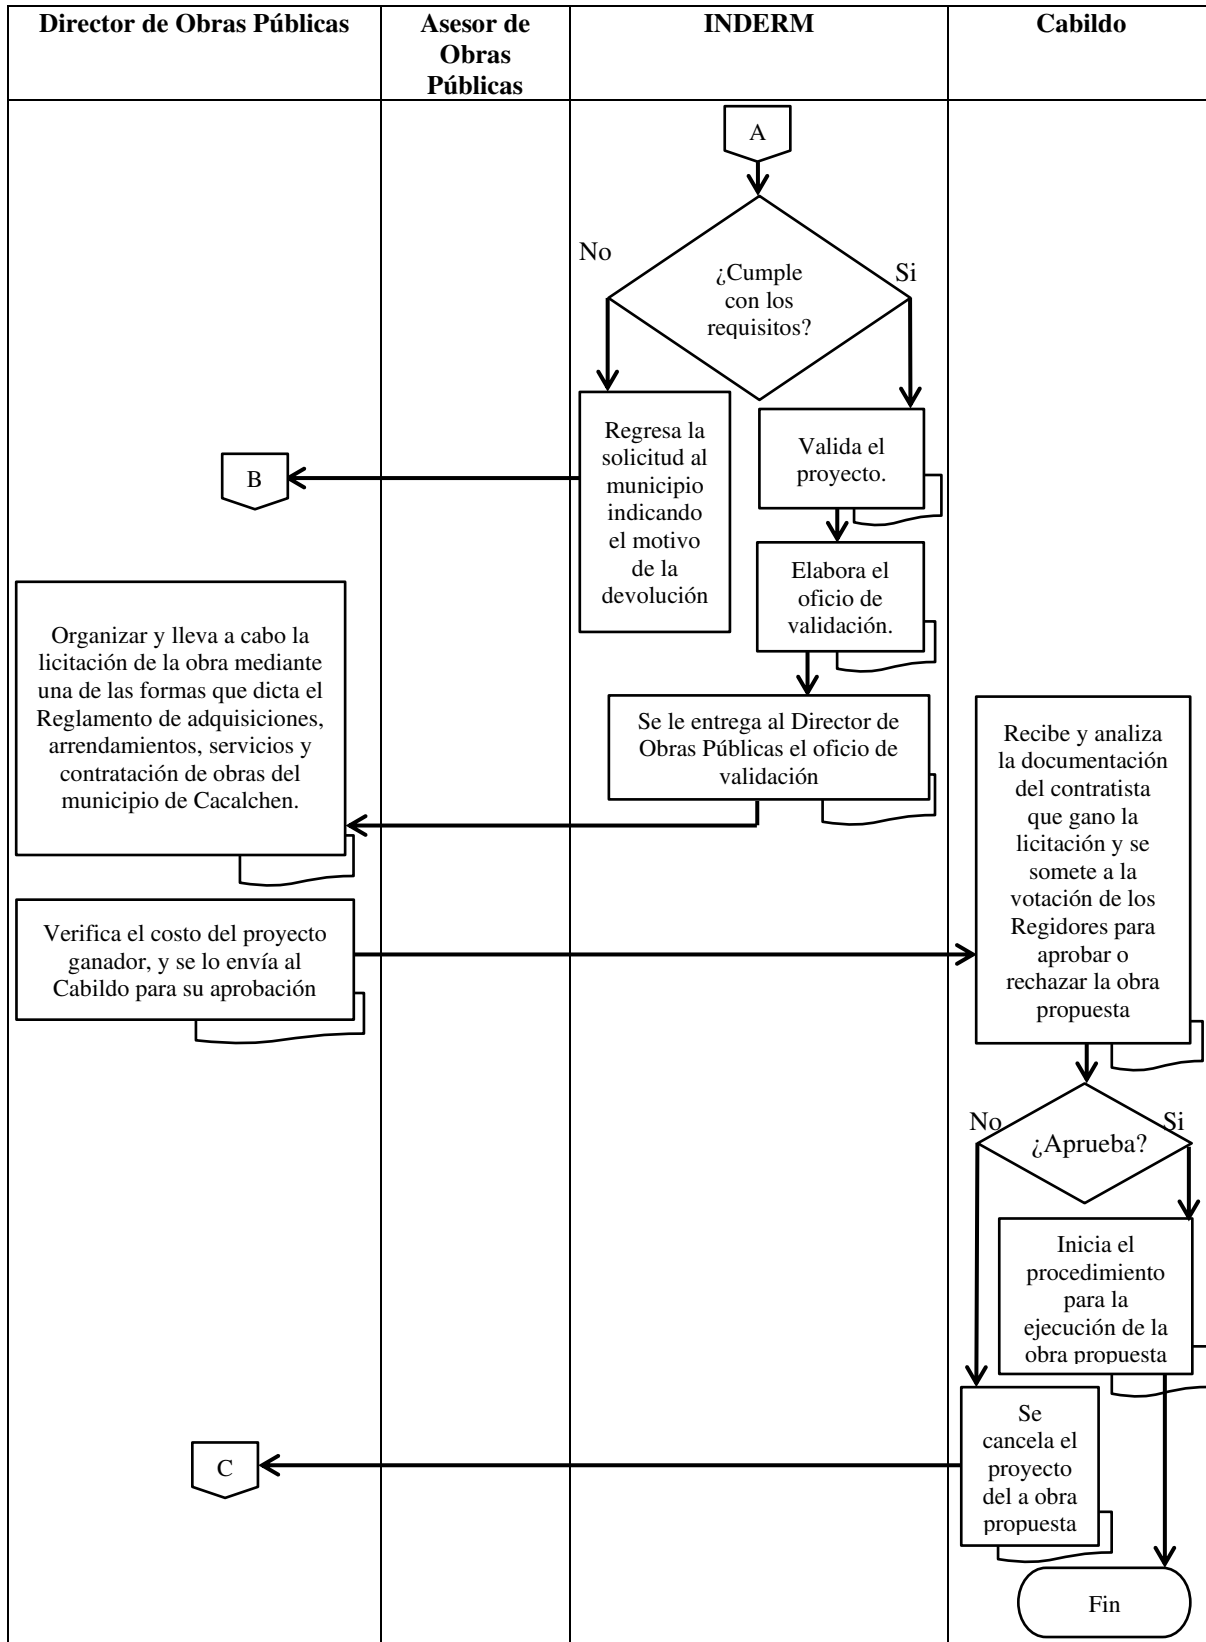 Director de Obras Públicas
Asesor de
Obras
Públicas
INDERM
Cabildo
A
¿Cumple
con los
requisitos?
No
Si
Regresa la
solicitud al
municipio
indicando
el motivo
de la
devolución
Valida el
proyecto.
B
Elabora el
oficio de
validación.
Se le entrega al Director de
Obras Públicas el oficio de
validación
Organizar y lleva a cabo la
licitación de la obra mediante
una de las formas que dicta el
Reglamento de adquisiciones,
arrendamientos, servicios y
contratación de obras del
municipio de Cacalchen.
Verifica el costo del proyecto
ganador, y se lo envía al
Cabildo para su aprobación
Recibe y analiza
la documentación
del contratista
que gano la
licitación y se
somete a la
votación de los
Regidores para
aprobar o
rechazar la obra
propuesta
No
Si
¿Aprueba?
Inicia el
procedimiento
para la
ejecución de la
obra propuesta
Se
cancela el
proyecto
del a obra
propuesta
C
Fin